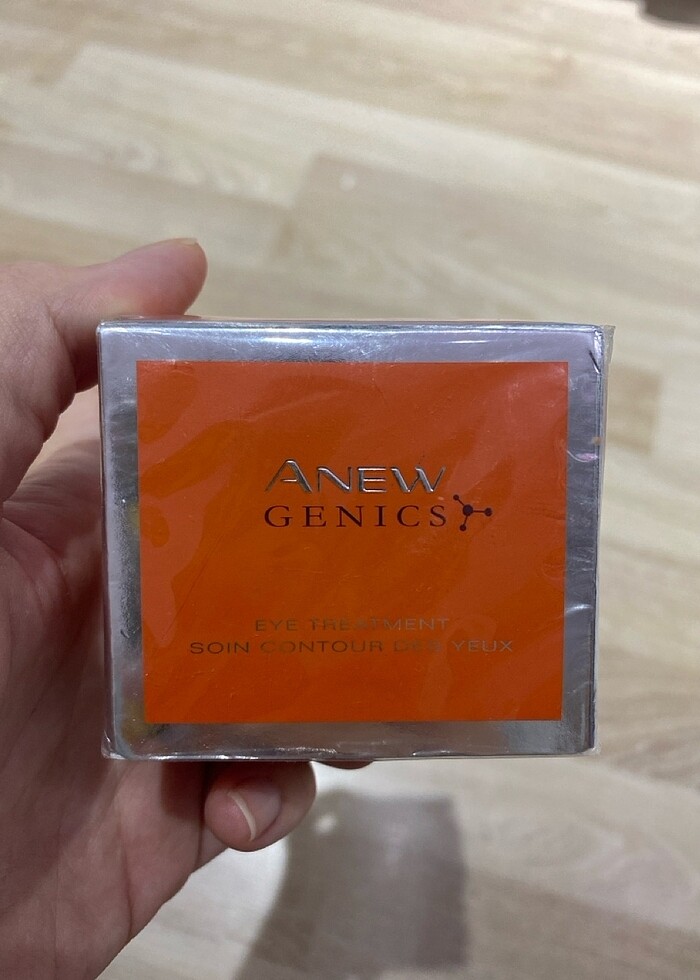 ANEW
GENICS
EYE TREATMENT
SOIN CONTOUR DES YEUX